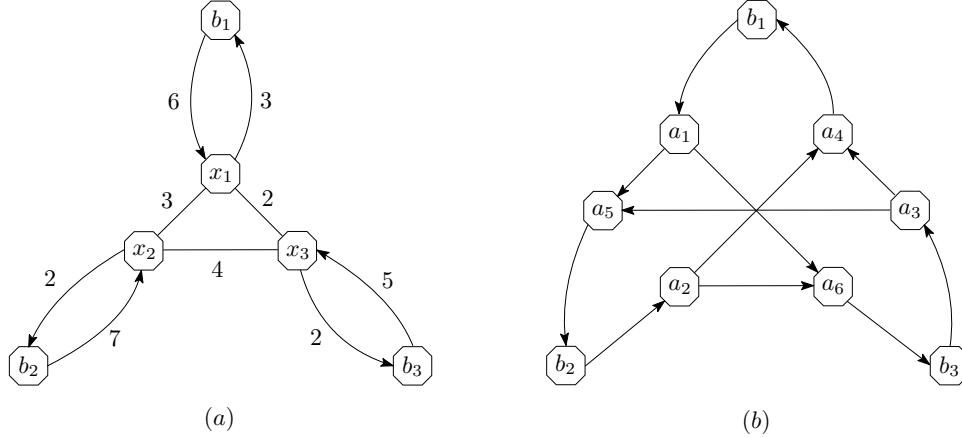 b₁ b₁
6 3
a₁ a₄
x₁
3 2
a₅ a₃
x₂ x₃
4
2 5
a₂ a₆
7 2
b₂ b₃ b₂ b₃
(a) (b)